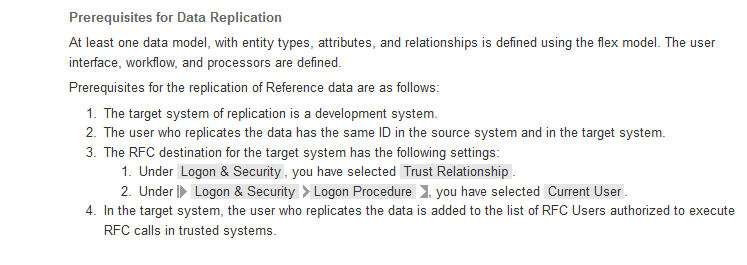 Prerequisites for Data Replication
At least one data model, with entity types, attributes, and relationships is defined using the flex model. The user
interface, workflow, and processors are defined.
Prerequisites for the replication of Reference data are as follows:
1. The target system of replication is a development system.
2. The user who replicates the data has the same ID in the source system and in the target system.
3. The RFC destination for the target system has the following settings:
1. Under Logon & Security, you have selected Trust Relationship.
2. Under Logon & Security Logon Procedure, you have selected Current User.
4. In the target system, the user who replicates the data is added to the list of RFC Users authorized to execute
RFC calls in trusted systems.